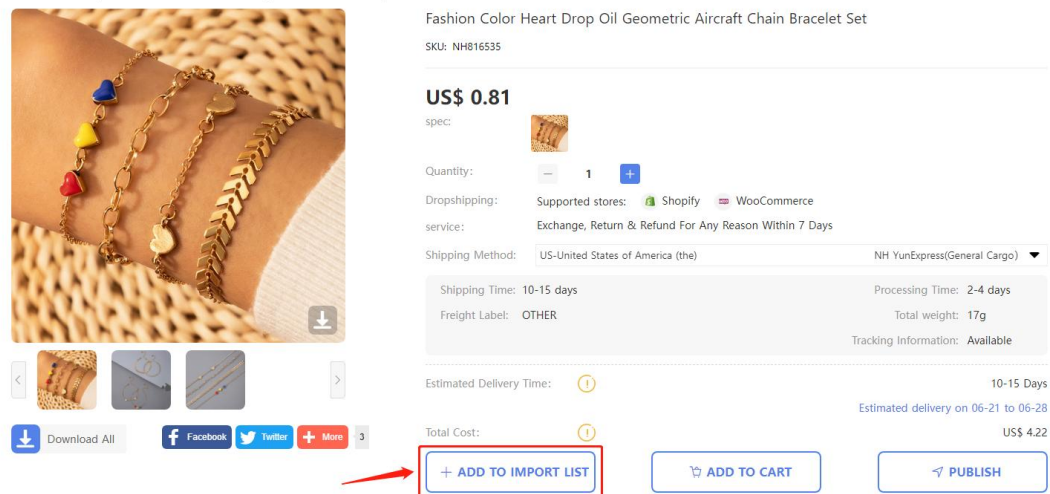 Fashion Color Heart Drop Oil Geometric Aircraft Chain Bracelet Set
SKU: NH816535
US$ 0.81
spec:
Quantity: − 1 +
Dropshipping: Supported stores: Shopify WooCommerce
service: Exchange, Return & Refund For Any Reason Within 7 Days
Shipping Method: US-United States of America (the) NH YunExpress(General Cargo)
Shipping Time: 10-15 days Processing Time: 2-4 days
Freight Label: OTHER Total weight: 17g
Tracking Information: Available
Estimated Delivery Time: ! 10-15 Days
Estimated delivery on 06-21 to 06-28
Download All Facebook Twitter + More 3
Total Cost: ! US$ 4.22
+ ADD TO IMPORT LIST ADD TO CART PUBLISH